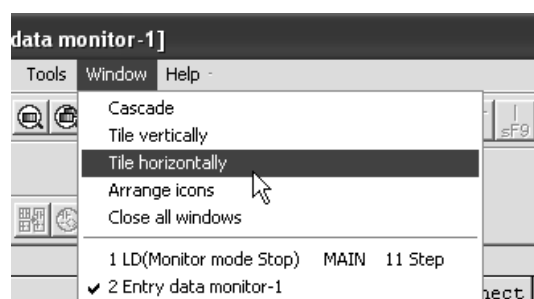 data monitor-1]
Tools Window Help
Cascade
Tile vertically
sF9
Tile horizontally
Arrange icons
Close all windows
1 LD(Monitor mode Stop) MAIN 11 Step
✔ 2 Entry data monitor-1